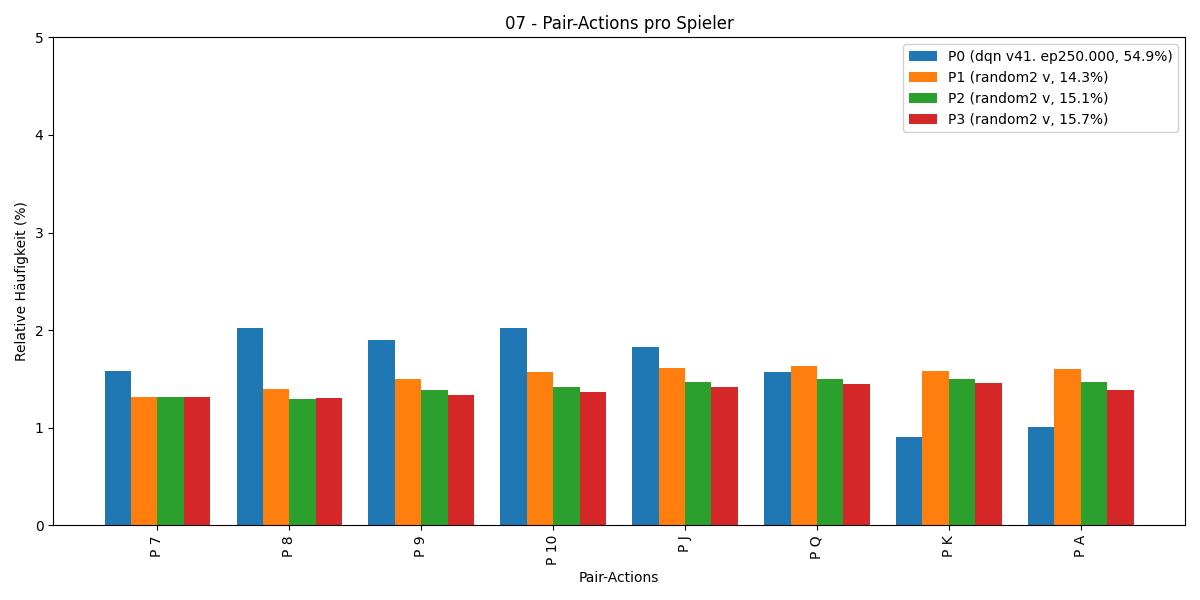 07 - Pair-Actions pro Spieler
P0 (dqn v41. ep250.000, 54.9%)
P1 (random2 v, 14.3%)
P2 (random2 v, 15.1%)
P3 (random2 v, 15.7%)
Relative Häufigkeit (%)
5
4
3
2
1
0
P 7
P 8
P 9
P 10
P J
P Q
P K
P A
Pair-Actions